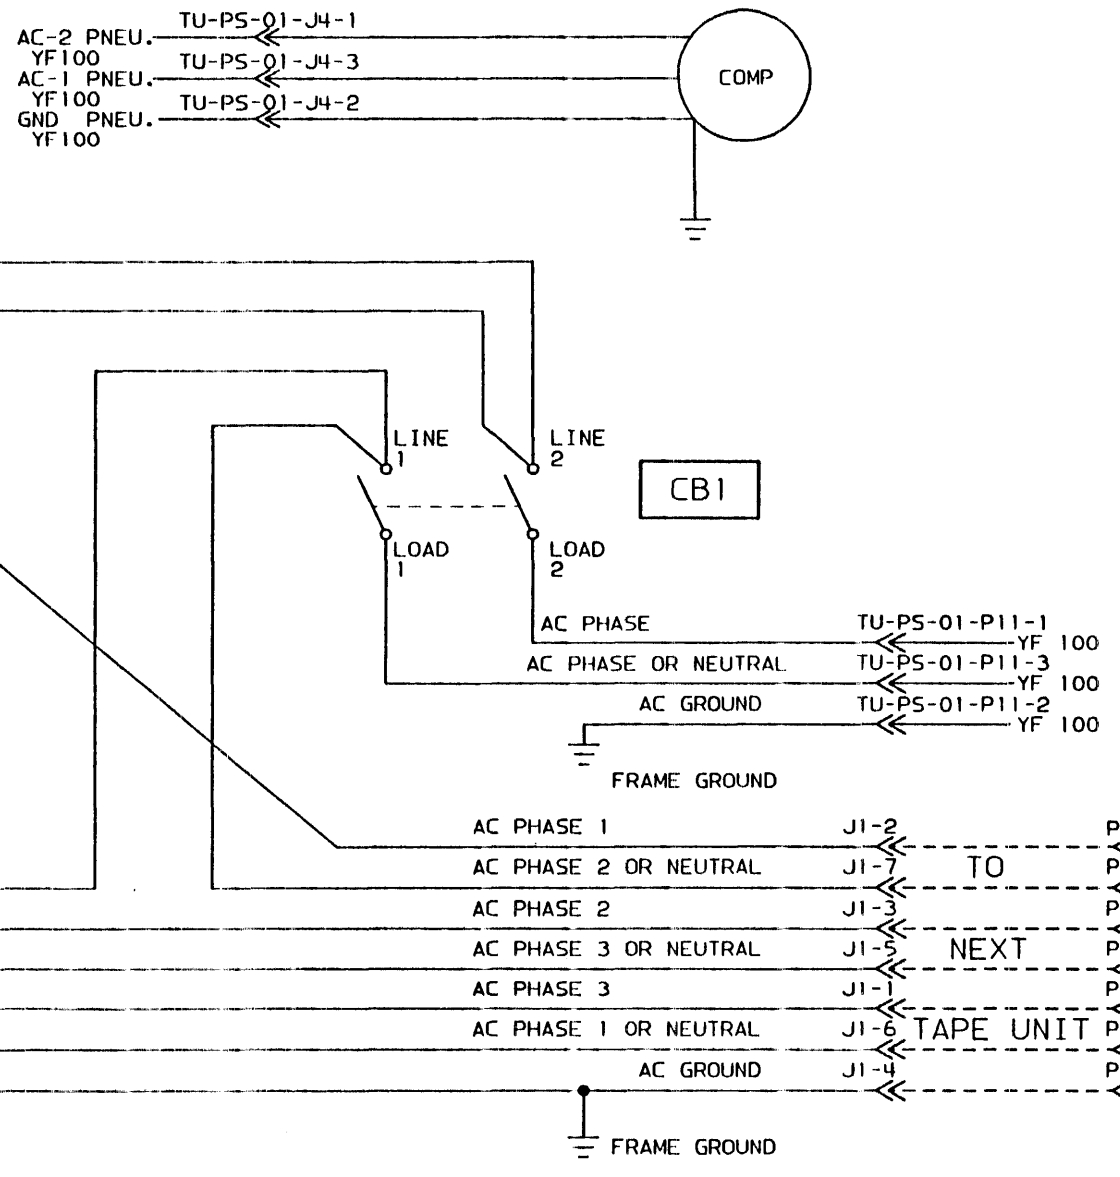 TU-PS-01-J4-1
AC-2 PNEU.
YF100
TU-PS-01-J4-3
AC-1 PNEU.
YF100
TU-PS-01-J4-2
GND PNEU.
YF100
COMP
LINE
1
LINE
2
CB1
LOAD
1
LOAD
2
AC PHASE
TU-PS-01-P11-1
YF 100
AC PHASE OR NEUTRAL
TU-PS-01-P11-3
YF 100
AC GROUND
TU-PS-01-P11-2
YF 100
FRAME GROUND
AC PHASE 1
J1-2
P
AC PHASE 2 OR NEUTRAL
J1-7
TO
P
AC PHASE 2
J1-3
P
AC PHASE 3 OR NEUTRAL
J1-5
NEXT
P
AC PHASE 3
J1-1
P
AC PHASE 1 OR NEUTRAL
J1-6
TAPE UNIT
P
AC GROUND
J1-4
P
FRAME GROUND